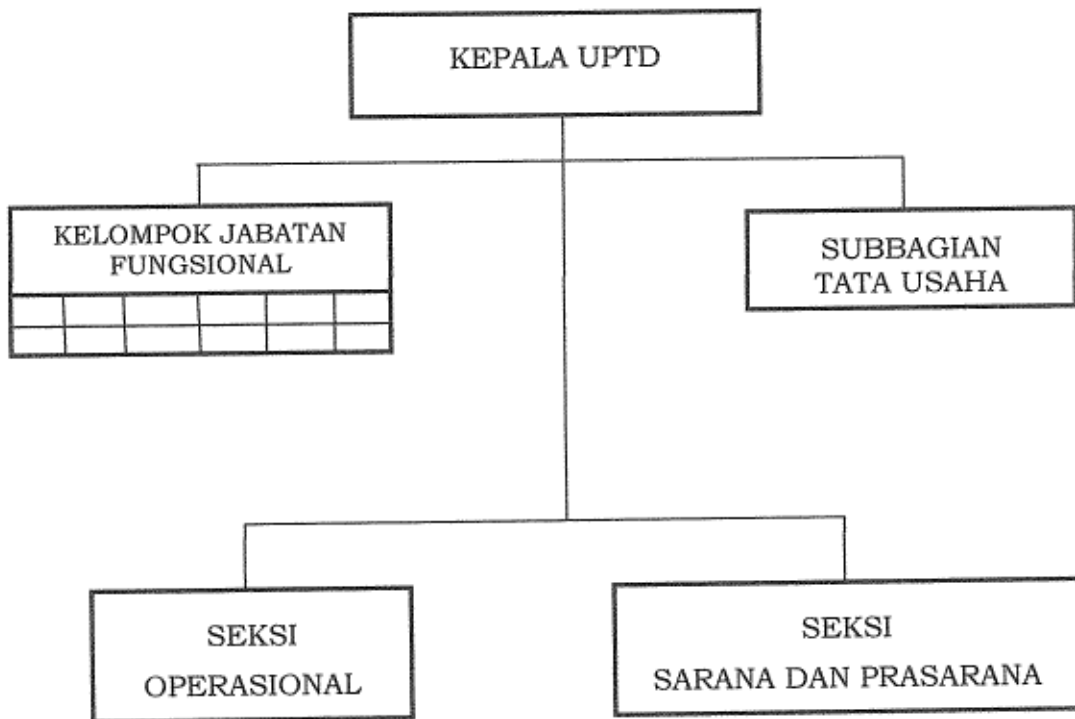 KEPALA UPTD
KELOMPOK JABATAN
FUNGSIONAL
SUBBAGIAN
TATA USAHA
SEKSI
OPERASIONAL
SEKSI
SARANA DAN PRASARANA